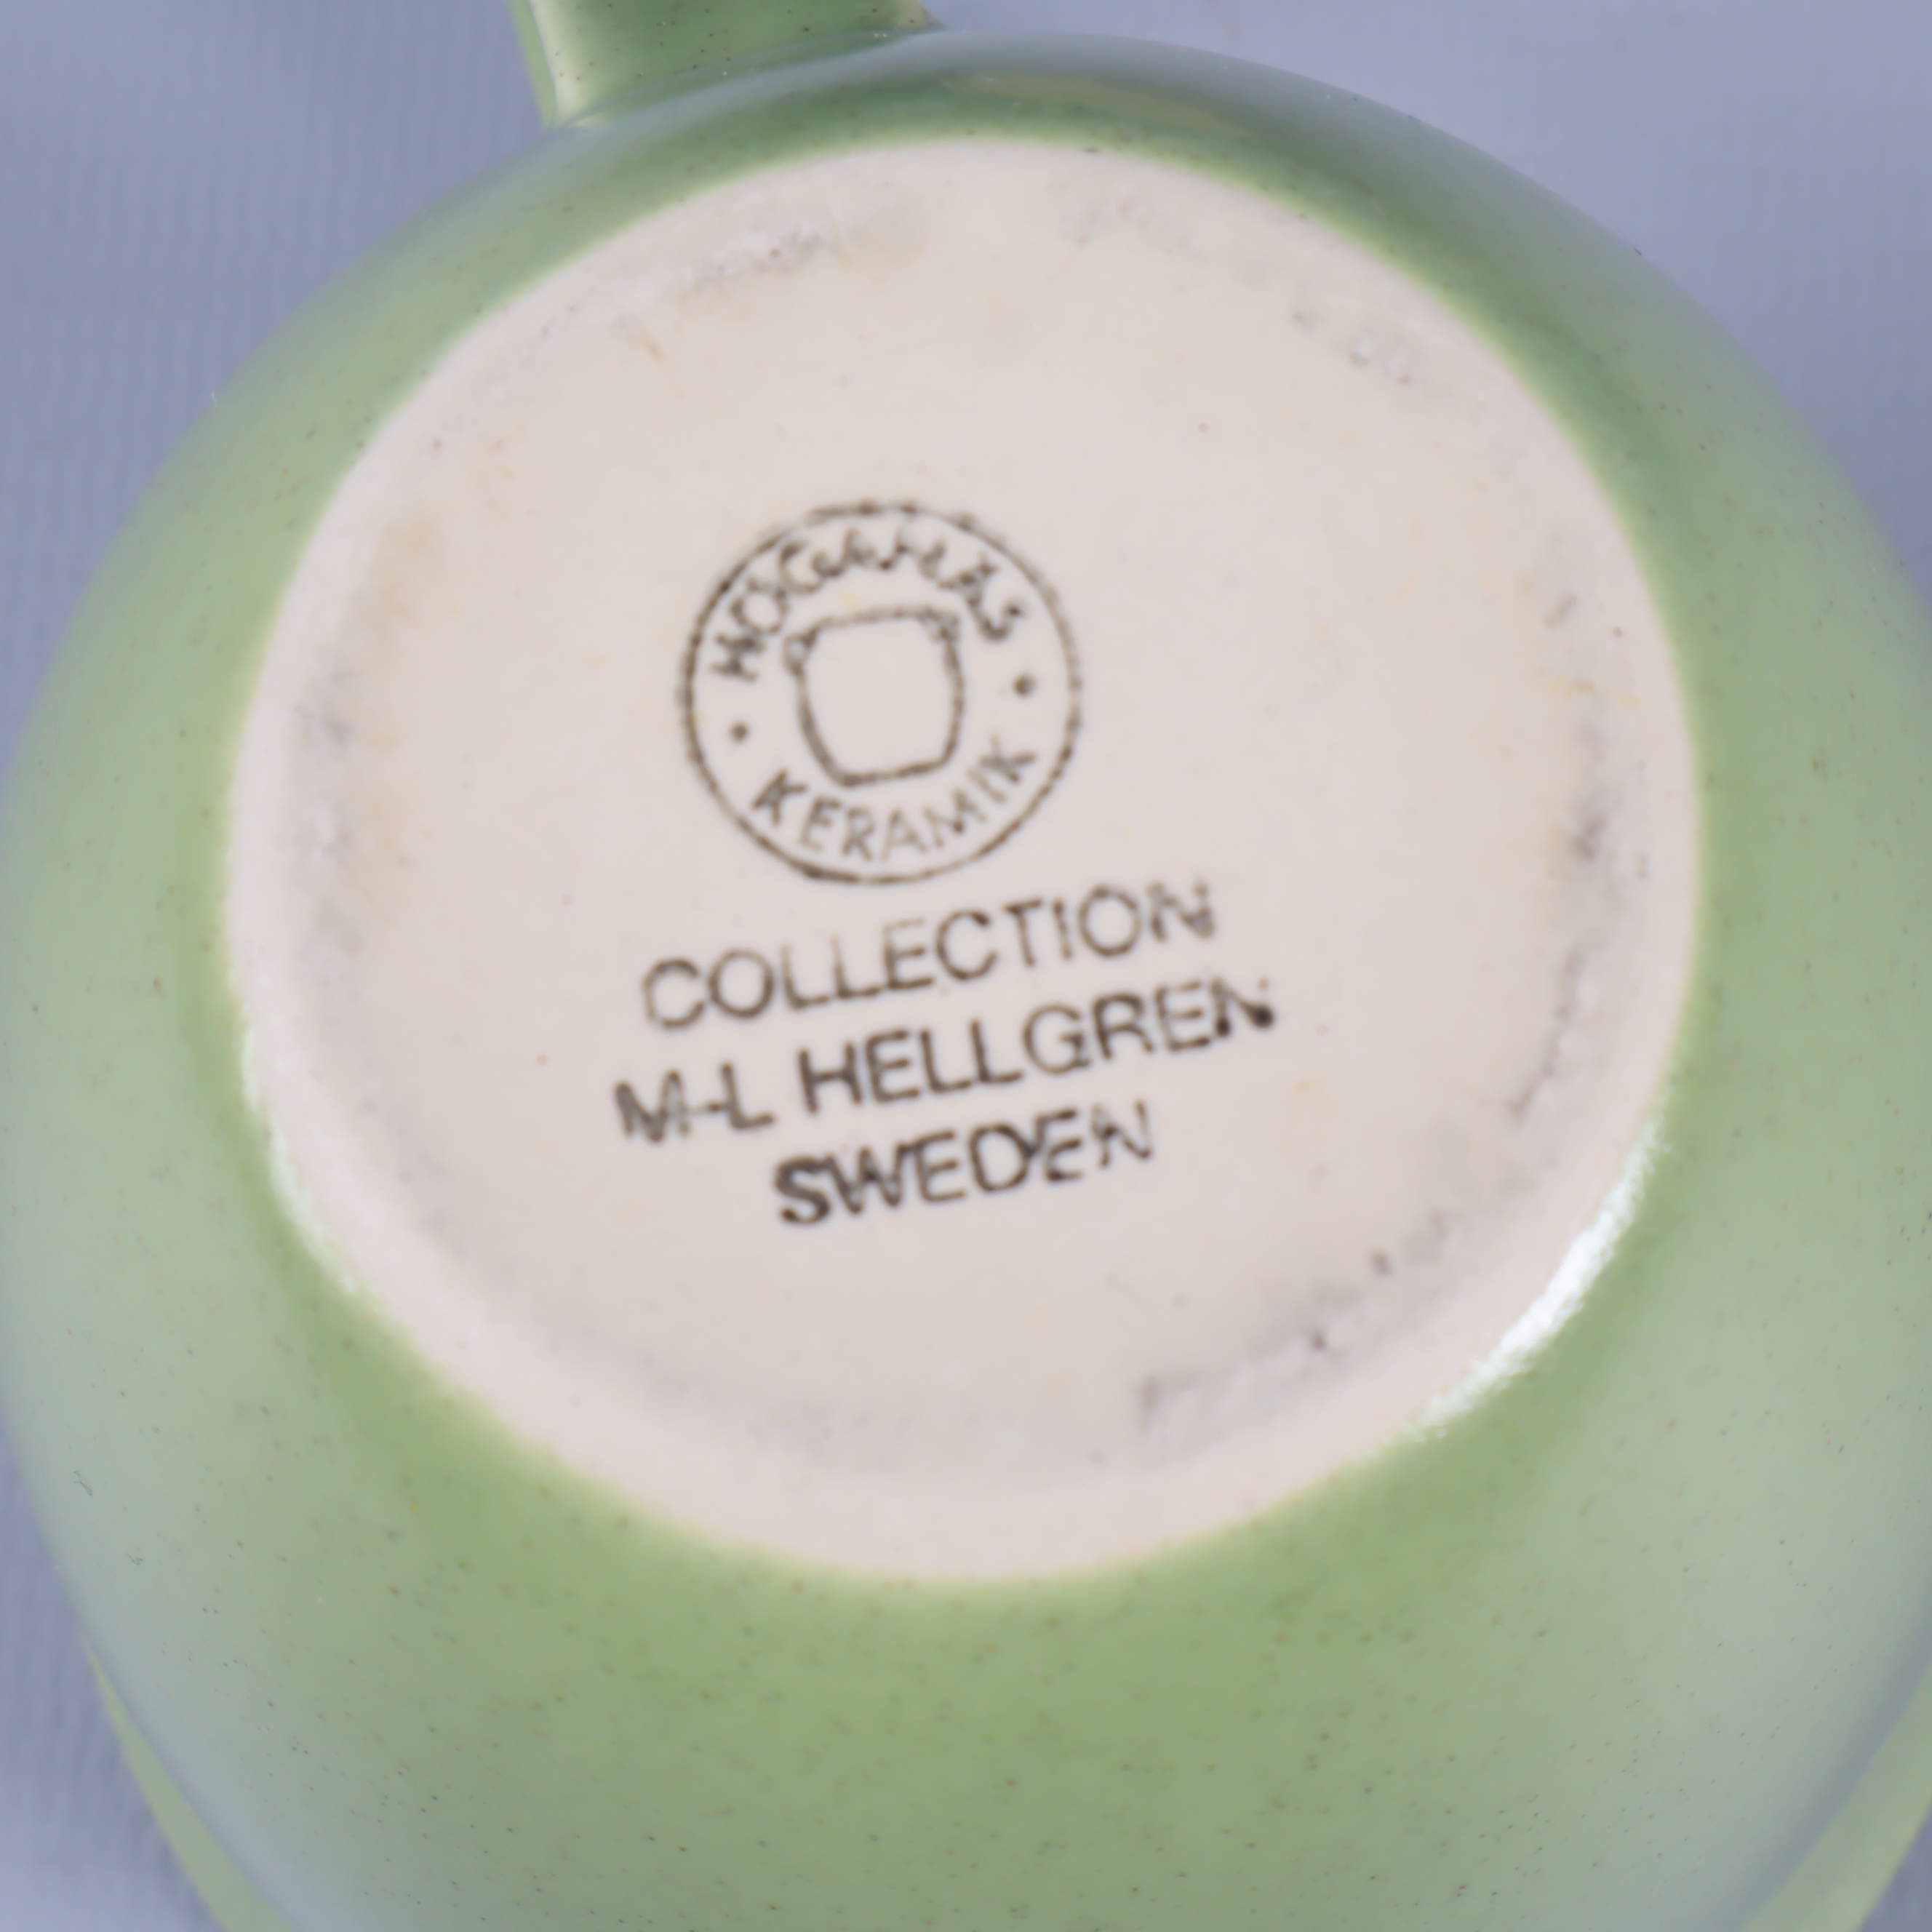 HÖGANÄS
KERAMIK
COLLECTION
M-L HELLGREN
SWEDEN